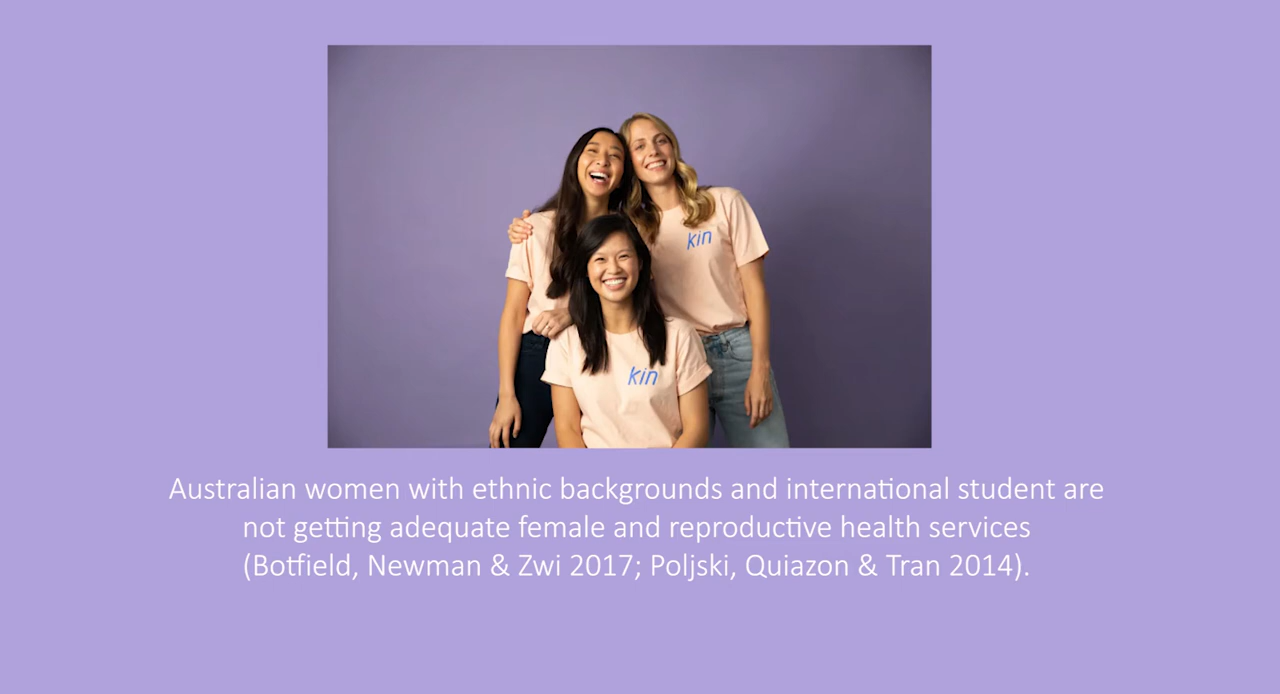 kin
kin
Australian women with ethnic backgrounds and international student are
not getting adequate female and reproductive health services
(Botfield, Newman & Zwi 2017; Poljski, Quiazon & Tran 2014).